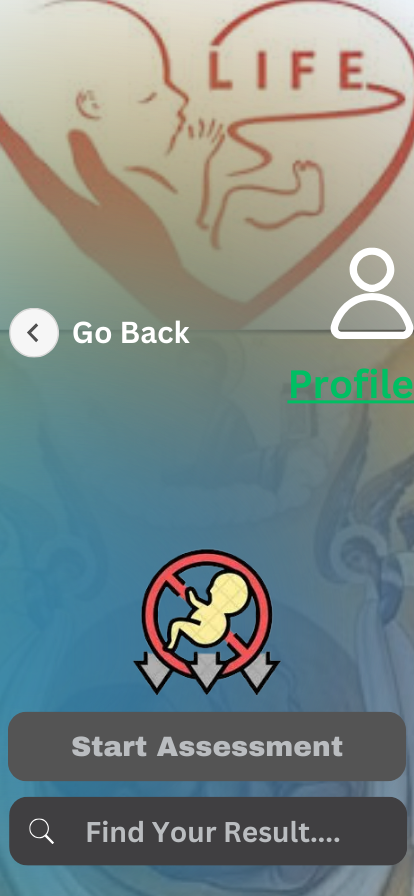 LIFE
Go Back
Profile
Start Assessment
Find Your Result....